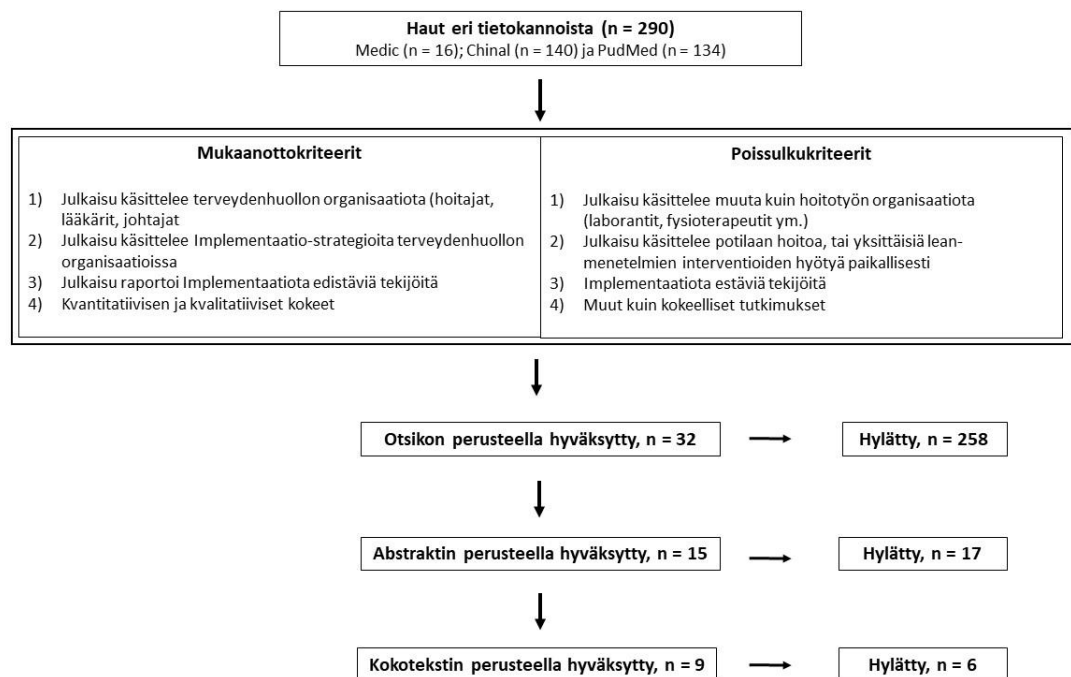 Haut eri tietokannoista (n = 290)
Medic (n = 16); Chinal (n = 140) ja PudMed (n = 134)
Mukaanottokriteerit
1) Julkaisu käsittelee terveydenhuollon organisaatiota (hoitajat,
lääkärit, johtajat
2) Julkaisu käsittelee Implementaatio-strategioita terveydenhuollon
organisaatioissa
3) Julkaisu raportoi Implementaatiota edistäviä tekijöitä
4) Kvantitatiivisen ja kvalitatiiviset kokeet
Poissulkukriteerit
1) Julkaisu käsittelee muuta kuin hoitotyön organisaatiota
(laborantit, fysioterapeutit ym.)
2) Julkaisu käsittelee potilaan hoitoa, tai yksittäisiä lean-
menetelmien interventioiden hyötyä paikallisesti
3) Implementaatiota estäviä tekijöitä
4) Muut kuin kokeelliset tutkimukset
Otsikon perusteella hyväksytty, n = 32
Hylätty, n = 258
Abstraktin perusteella hyväksytty, n = 15
Hylätty, n = 17
Kokotekstin perusteella hyväksytty, n = 9
Hylätty, n = 6